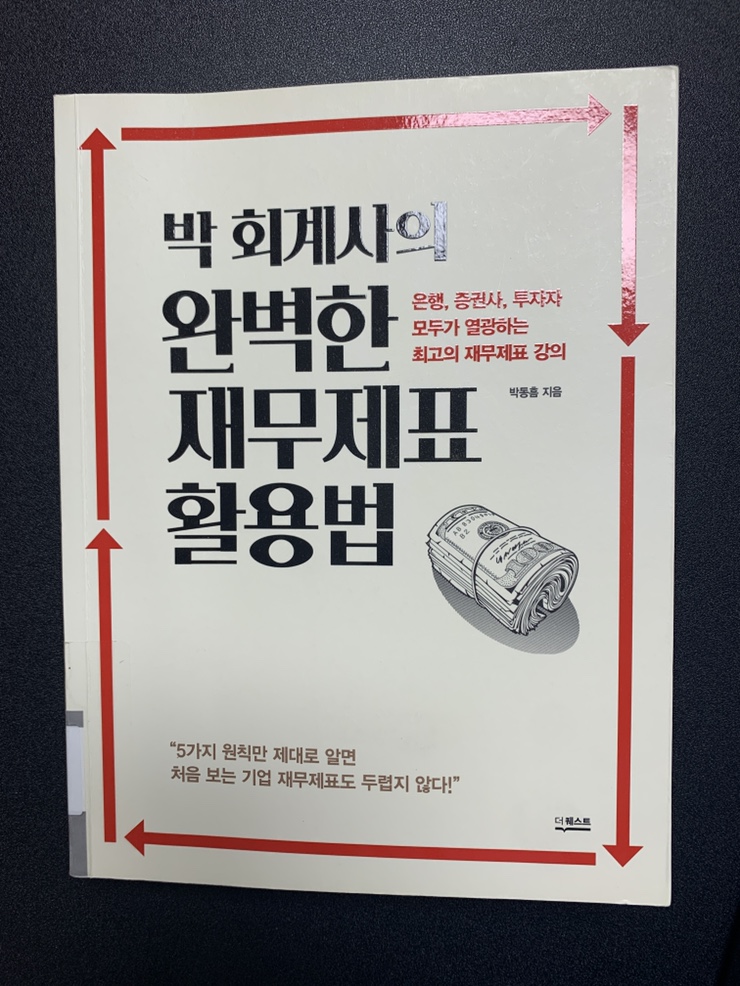 박 회계사의
완벽한
재무제표
활용법
은행, 증권사, 투자자
모두가 열광하는
최고의 재무제표 강의
박동흠 지음
“5가지 원칙만 제대로 알면
처음 보는 기업 재무제표도 두렵지 않다!”
더 퀘스트